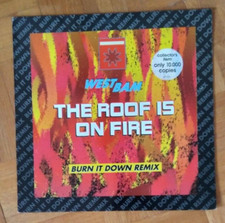 collector's
item
only 10.000
copies
WESTBAM
THE ROOF IS
ON FIRE
BURN IT DOWN REMIX